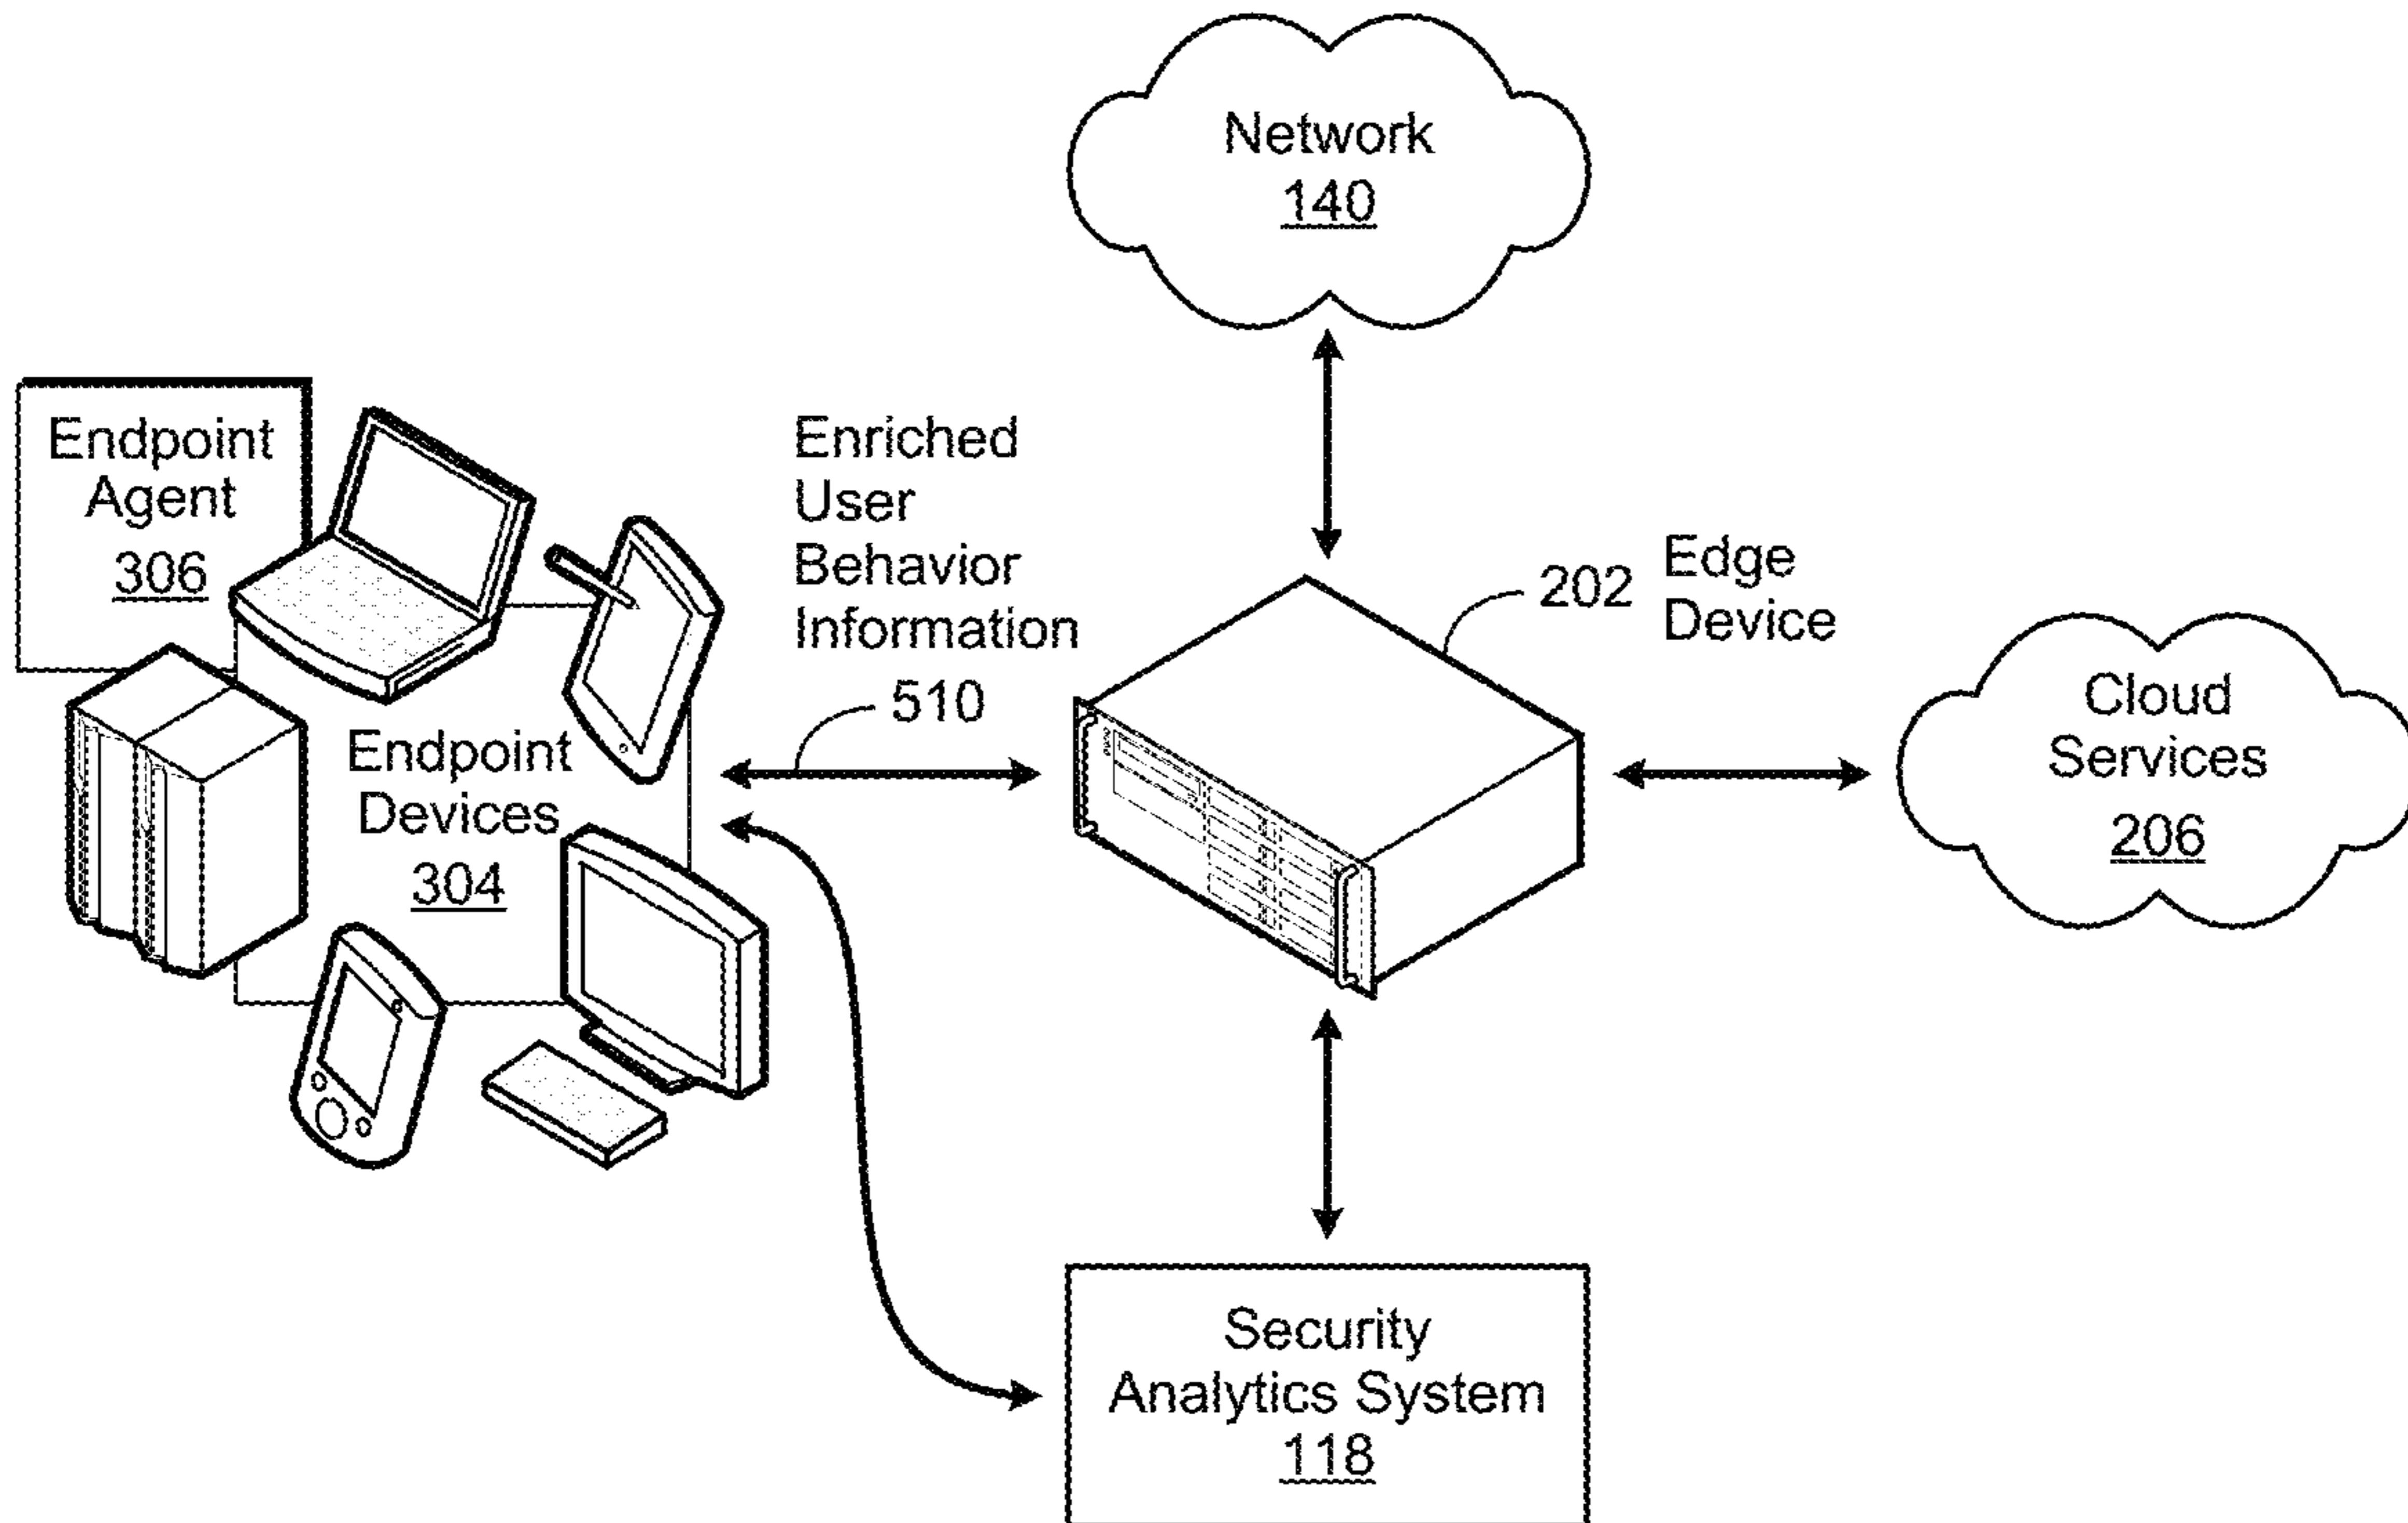 Network
140
Endpoint
Agent
306
Enriched
User
Behavior
Information
510
202
Edge
Device
Endpoint
Devices
304
Cloud
Services
206
Security
Analytics System
118